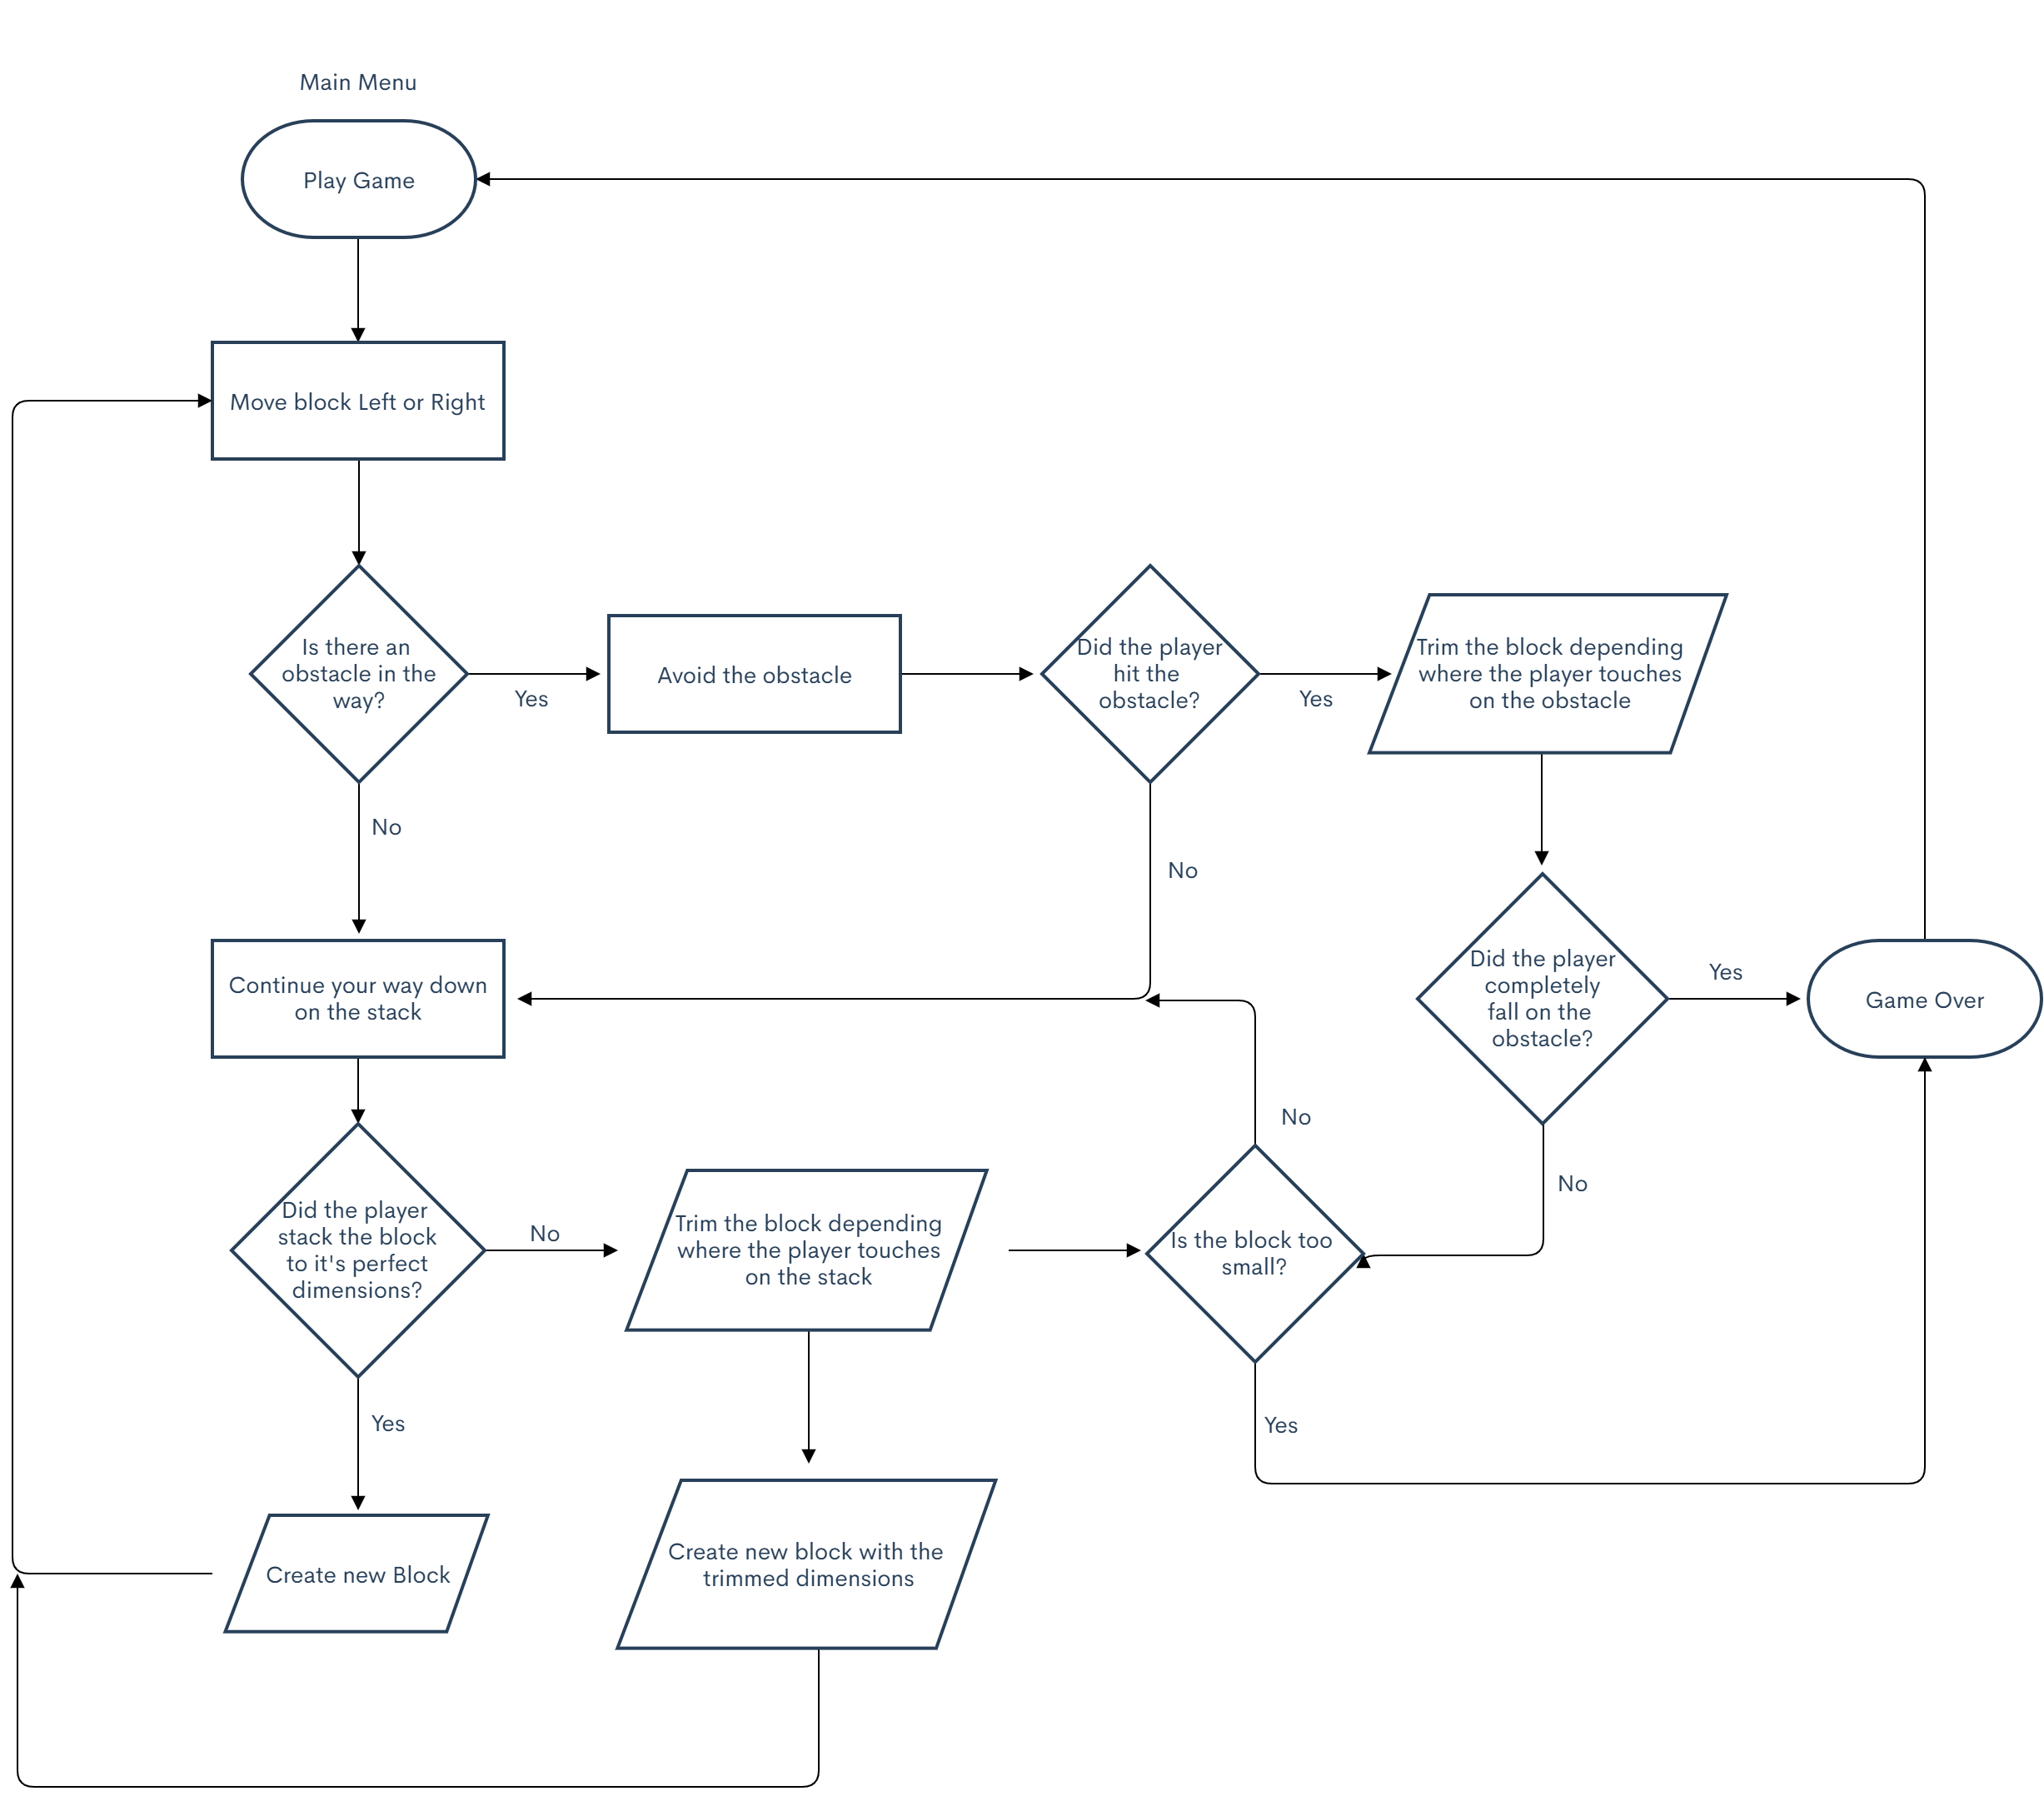 Main Menu
Play Game
Move block Left or Right
Is there an
obstacle in the
way?
Yes
Avoid the obstacle
Did the player
hit the
obstacle?
Yes
Trim the block depending
where the player touches
on the obstacle
No
No
Continue your way down
on the stack
Did the player
completely
fall on the
obstacle?
Yes
Game Over
No
No
Did the player
stack the block
to it's perfect
dimensions?
No
Trim the block depending
where the player touches
on the stack
Is the block too
small?
Yes
Yes
Create new Block
Create new block with the
trimmed dimensions